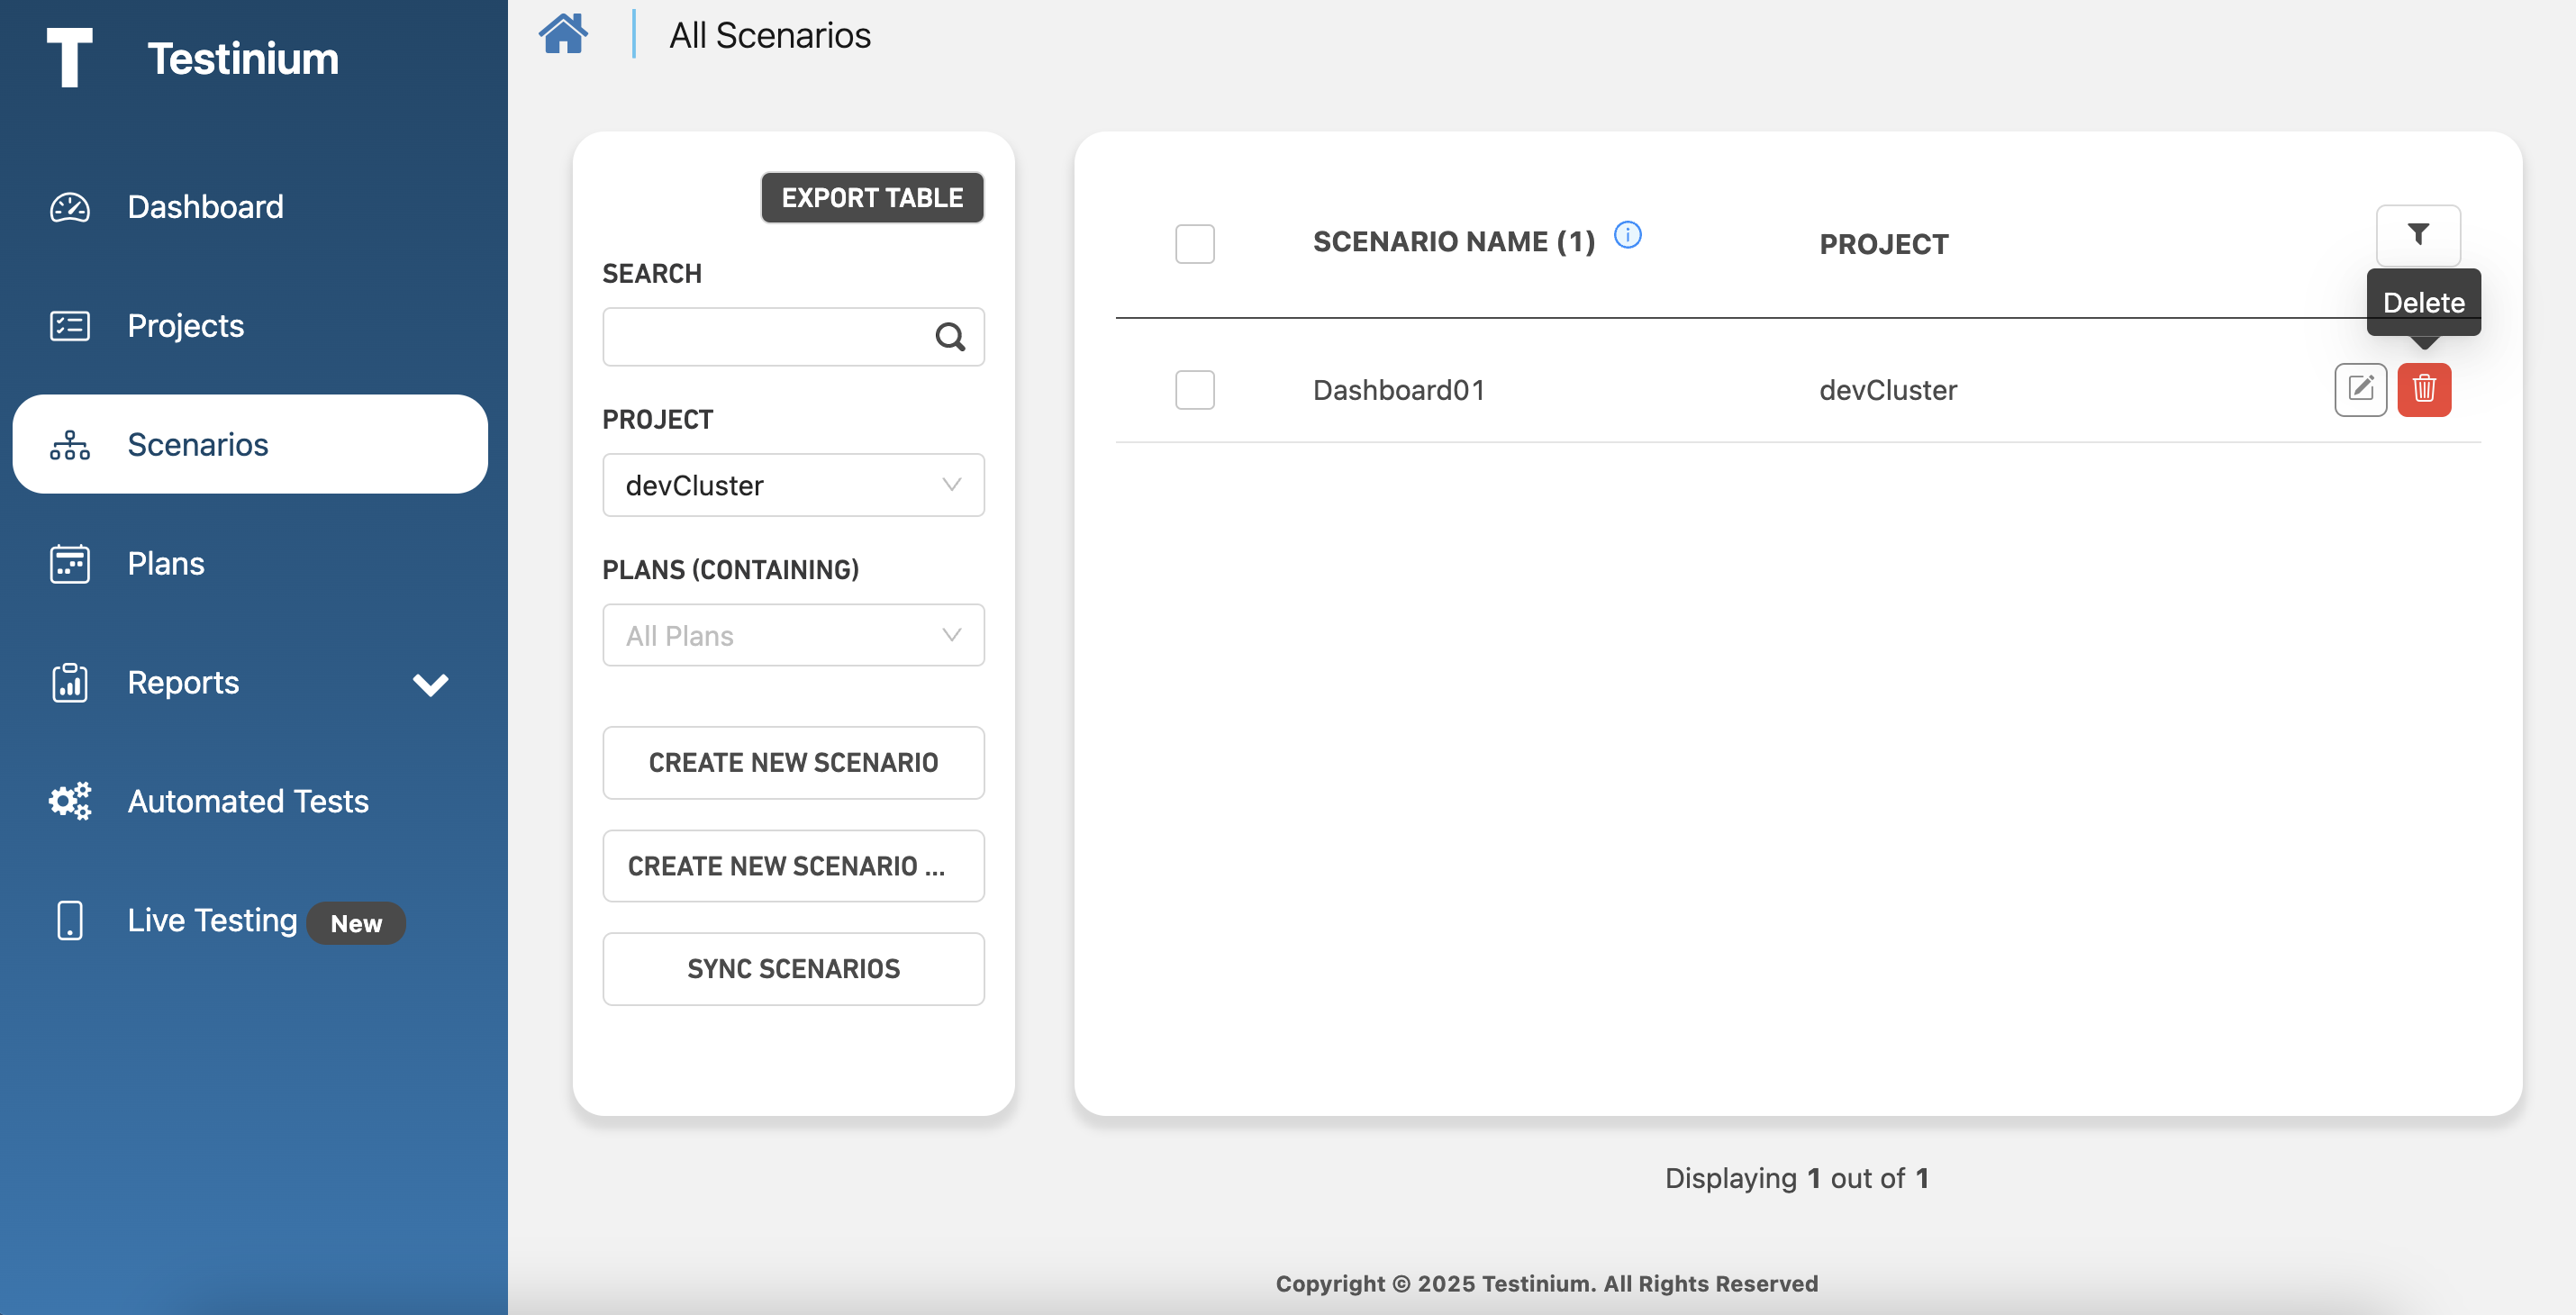 Testinium
Dashboard
Projects
Scenarios
Plans
Reports
Automated Tests
Live Testing New
All Scenarios
EXPORT TABLE
SEARCH
PROJECT
devCluster
PLANS (CONTAINING)
All Plans
CREATE NEW SCENARIO
CREATE NEW SCENARIO ...
SYNC SCENARIOS
SCENARIO NAME (1) PROJECT
Delete
Dashboard01 devCluster
Displaying 1 out of 1
Copyright © 2025 Testinium. All Rights Reserved